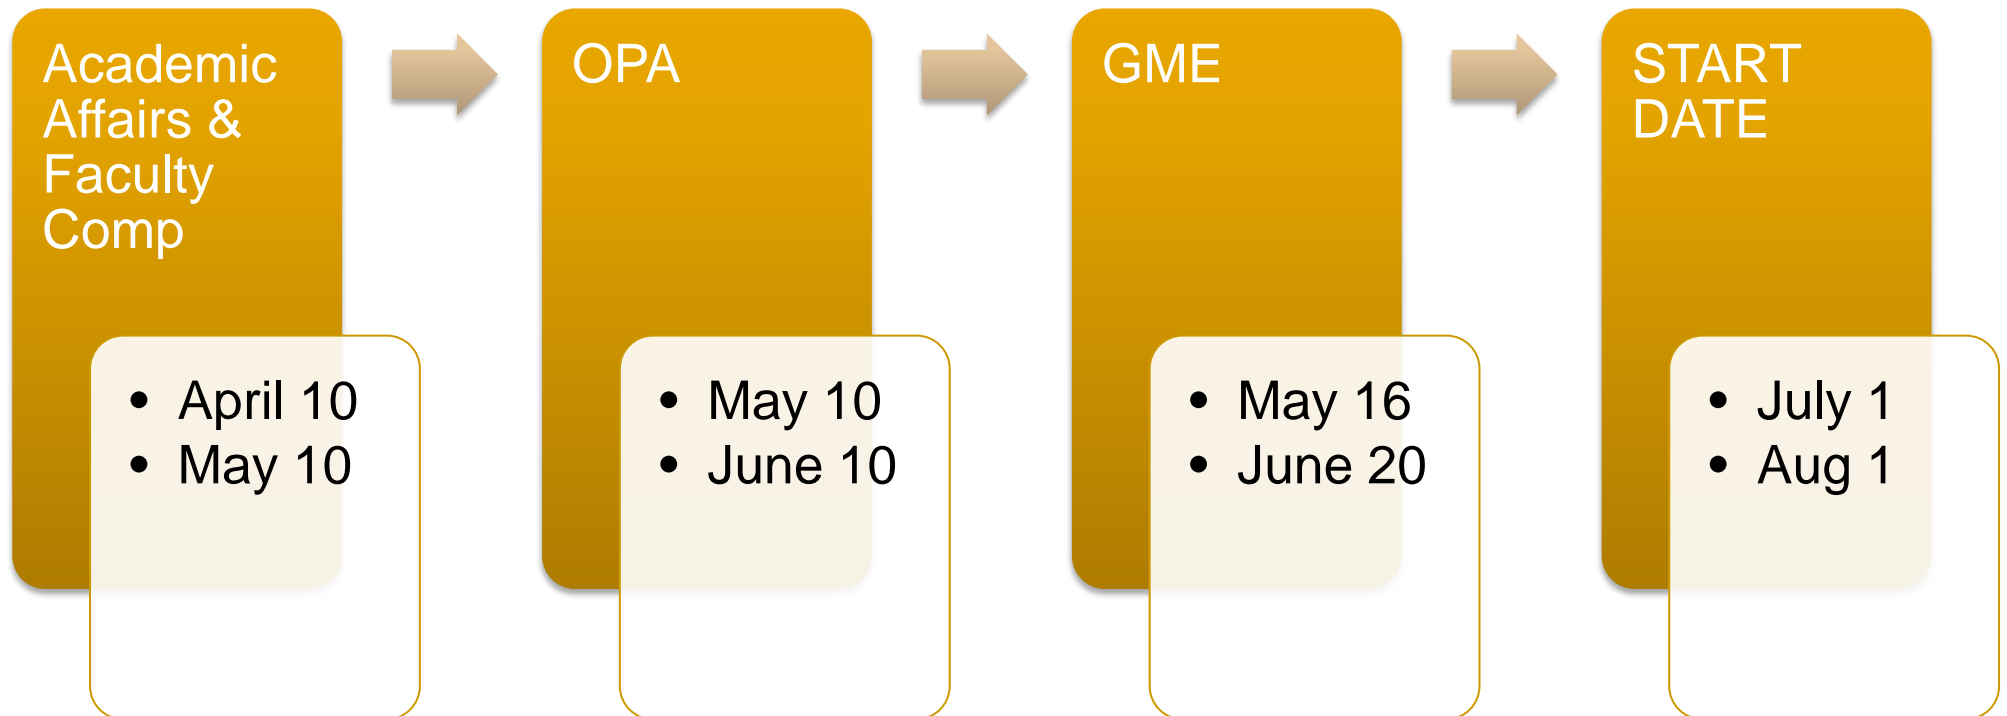 Academic
Affairs &
Faculty
Comp
• April 10
• May 10
OPA
• May 10
• June 10
GME
• May 16
• June 20
START
DATE
• July 1
• Aug 1